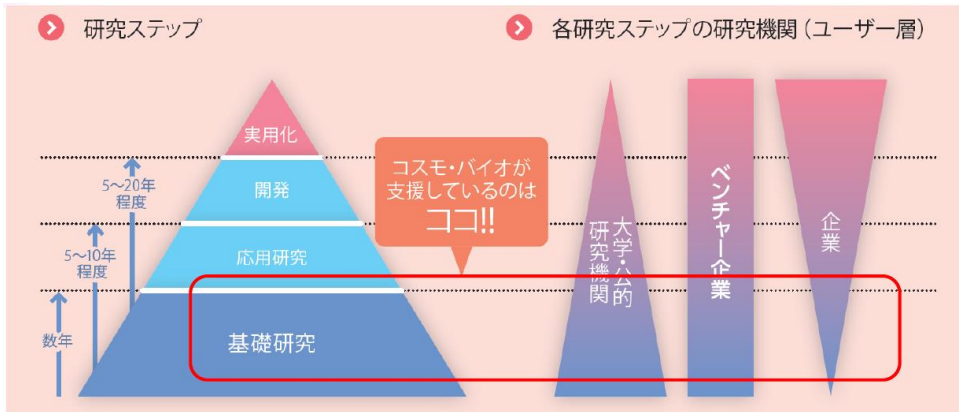 研究ステップ
各研究ステップの研究機関(ユーザー層)
実用化
開発
応用研究
基礎研究
5〜20年
程度
5〜10年
程度
数年
コスモ・バイオが
支援しているのは
ココ!!
大学・公的
研究機関
ベンチャー企業
企業